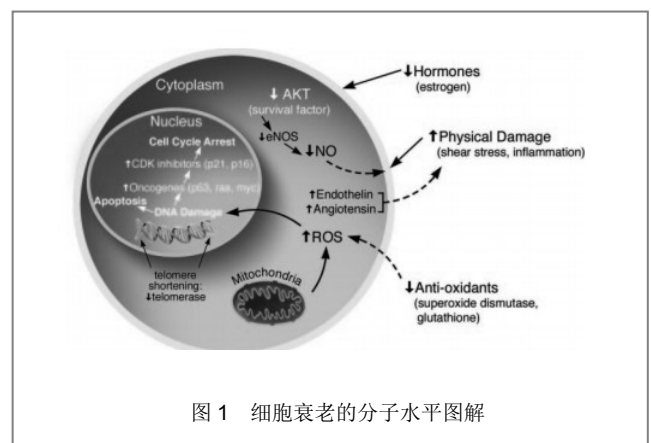 Cytoplasm
Nucleus
Cell Cycle Arrest
↑CDK inhibitors (p21, p16)
↑Oncogenes (p53, ras, myc)
Apoptosis
DNA Damage
telomere
shortening:
↓telomerase
↓ AKT
(survival factor)
↓eNOS
↓NO
↑Endothelin
↑Angiotensin
↑ROS
Mitochondria
↓Hormones
(estrogen)
↑Physical Damage
(shear stress, inflammation)
↓Anti-oxidants
(superoxide dismutase,
glutathione)
图 1 细胞衰老的分子水平图解